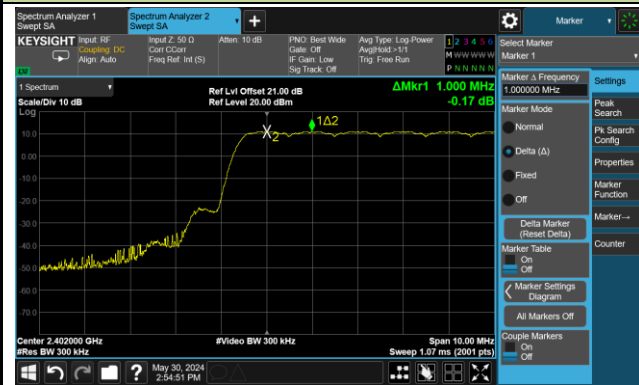 Spectrum Analyzer 1
Swept SA
Spectrum Analyzer 2
Swept SA
+
Marker
KEYSIGHT
Input: RF
Coupling: DC
Align: Auto
Input Z: 50 Ω
Corr CCorr
Freq Ref: Int (S)
Atten: 10 dB
PNO: Best Wide
Gate: Off
IF Gain: Low
Sig Track: Off
Avg Type: Log-Power
Avg|Hold:>1/1
Trig: Free Run
1 2 3 4 5 6
M W W W W W
P N N N N N
LXI
Select Marker
Marker 1
1 Spectrum
Scale/Div 10 dB
Log
Ref Lvl Offset 21.00 dB
Ref Level 20.00 dBm
ΔMkr1 1.000 MHz
-0.17 dB
10.0
0.00
-10.0
-20.0
-30.0
-40.0
-50.0
-60.0
-70.0
X2
1Δ2
Center 2.402000 GHz
#Res BW 300 kHz
#Video BW 300 kHz
Span 10.00 MHz
Sweep 1.07 ms (2001 pts)
Marker Δ Frequency
1.000000 MHz
Marker Mode
Normal
Delta (Δ)
Fixed
Off
Delta Marker
(Reset Delta)
Marker Table
On
Off
Marker Settings
Diagram
All Markers Off
Couple Markers
On
Off
Settings
Peak
Search
Pk Search
Config
Properties
Marker
Function
Marker→
Counter
?
May 30, 2024
2:54:51 PM